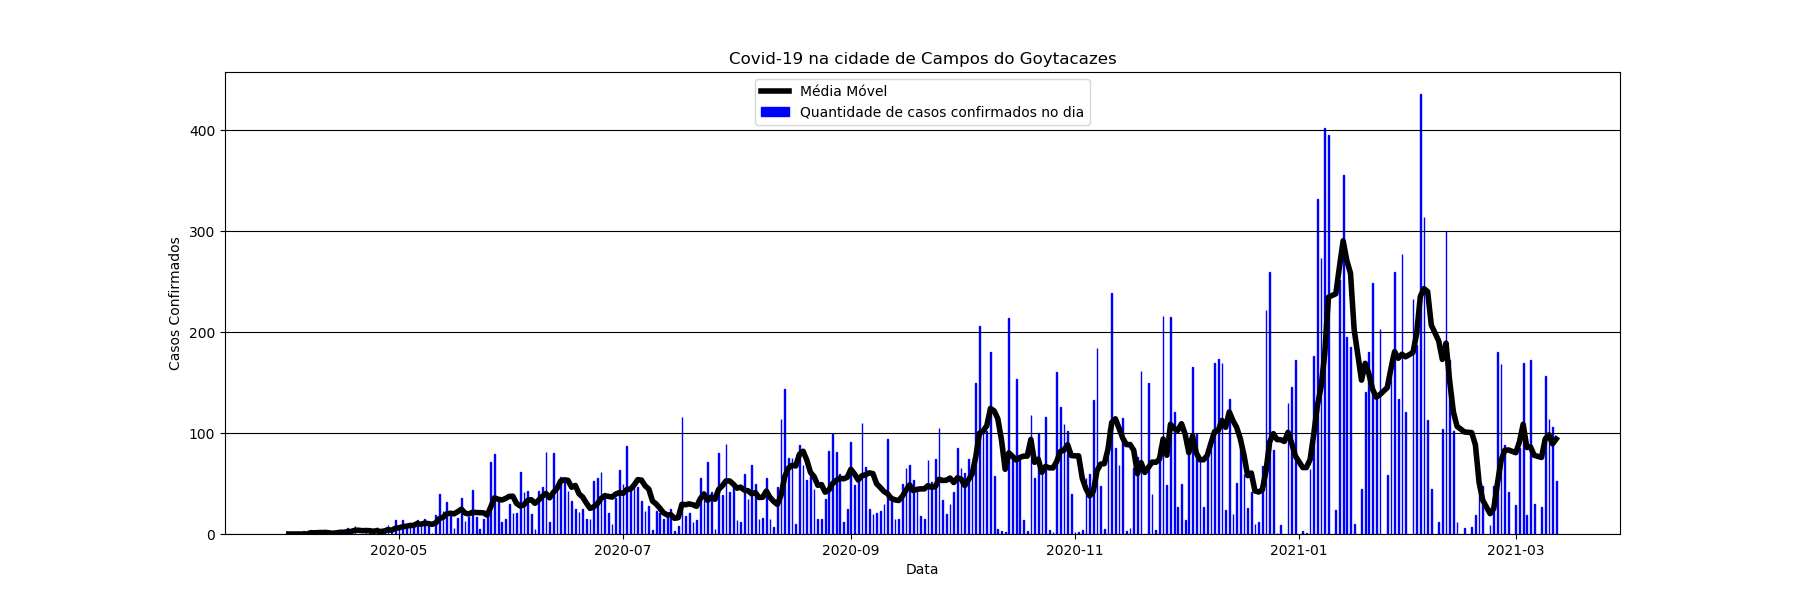 Covid-19 na cidade de Campos do Goytacazes
Média Móvel
Quantidade de casos confirmados no dia
Casos Confirmados
400
300
200
100
0
2020-05
2020-07
2020-09
2020-11
2021-01
2021-03
Data